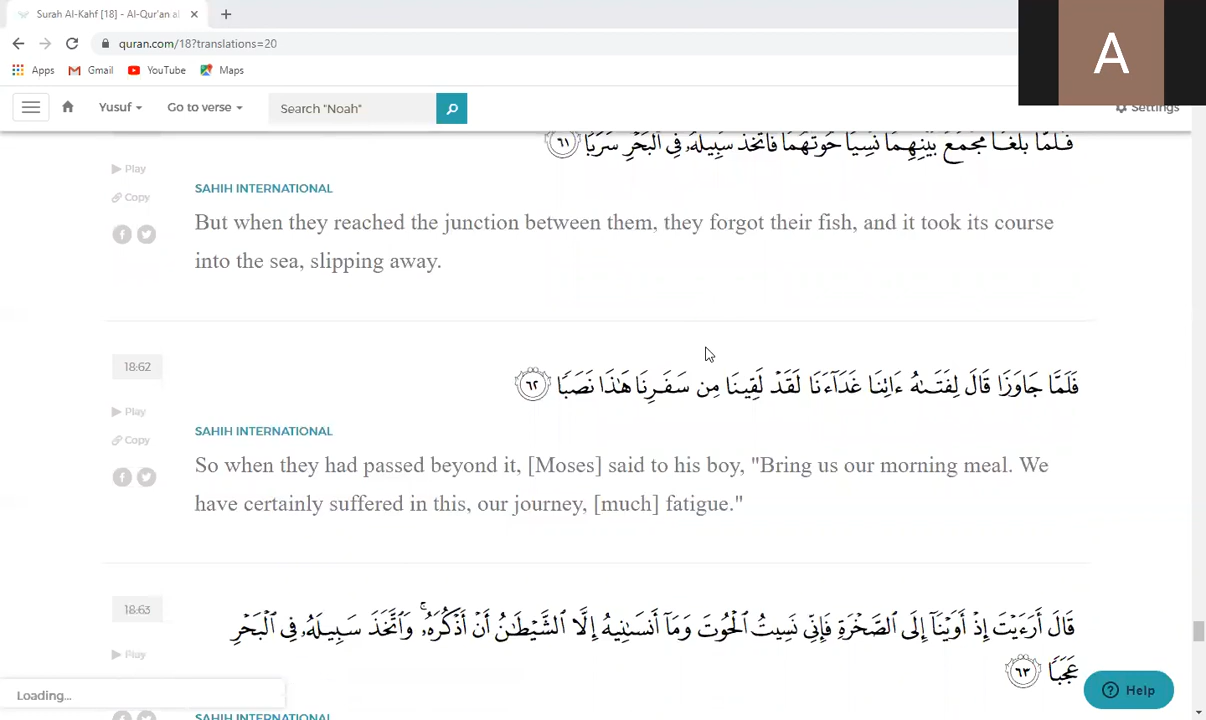 Surah Al-Kahf [18] - Al-Qur'an al
quran.com/18?translations=20
Apps Gmail YouTube Maps
A
Yusuf Go to verse Search "Noah" Settings
فَلَمَّا بَلَغَا مَجْمَعَ بَيْنِهِمَا نَسِيَا حُوتَهُمَا فَٱتَّخَذَ سَبِيلَهُۥ فِى ٱلْبَحْرِ سَرَبًا ٦١
Play
SAHIH INTERNATIONAL
Copy
But when they reached the junction between them, they forgot their fish, and it took its course
into the sea, slipping away.
18:62
فَلَمَّا جَاوَزَا قَالَ لِفَتَىٰهُ ءَاتِنَا غَدَآءَنَا لَقَدْ لَقِينَا مِن سَفَرِنَا هَٰذَا نَصَبًا ٦٢
Play
SAHIH INTERNATIONAL
Copy
So when they had passed beyond it, [Moses] said to his boy, "Bring us our morning meal. We
have certainly suffered in this, our journey, [much] fatigue."
18:63
قَالَ أَرَءَيْتَ إِذْ أَوَيْنَآ إِلَى ٱلصَّخْرَةِ فَإِنِّى نَسِيتُ ٱلْحُوتَ وَمَآ أَنسَىٰنِيهُ إِلَّا ٱلشَّيْطَٰنُ أَنْ أَذْكُرَهُۥ ۚ وَٱتَّخَذَ سَبِيلَهُۥ فِى ٱلْبَحْرِ
Play
عَجَبًا ٦٣
Loading...
Help
SAHIH INTERNATIONAL